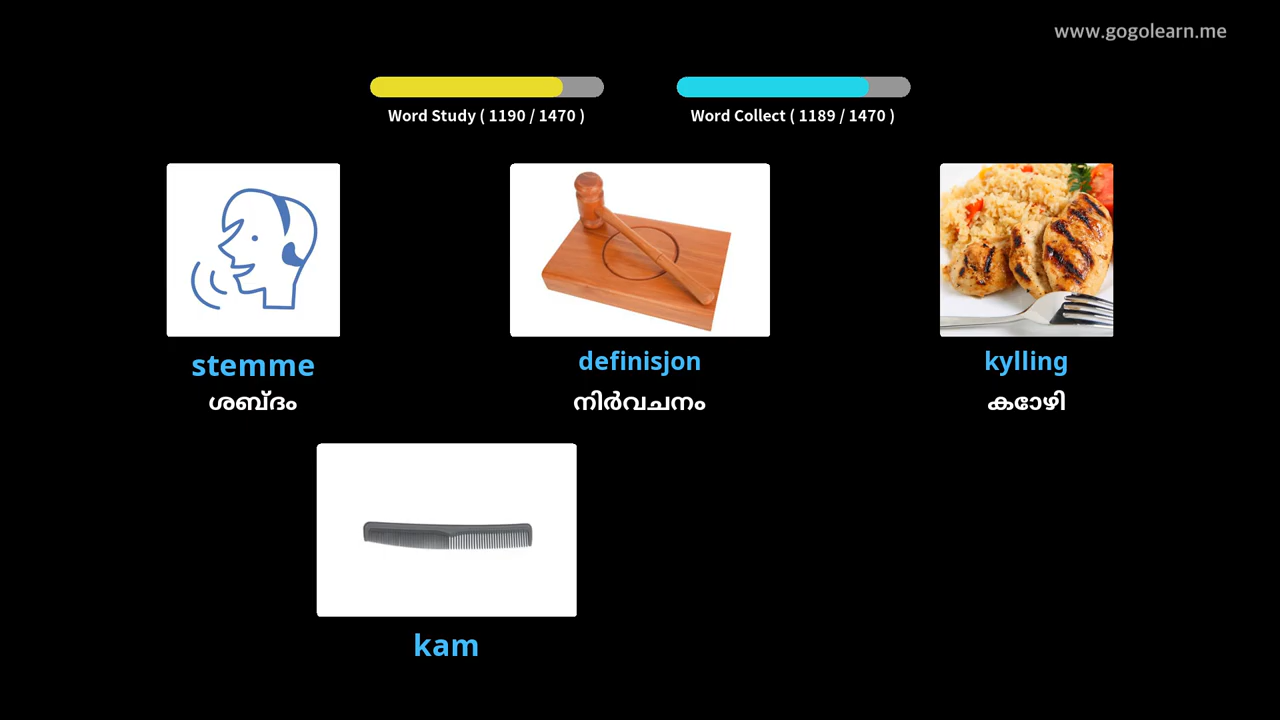 www.gogolearn.me
Word Study ( 1190 / 1470 )
Word Collect ( 1189 / 1470 )
stemme
ശബ്ദം
definisjon
നിർവചനം
kylling
കോഴി
kam